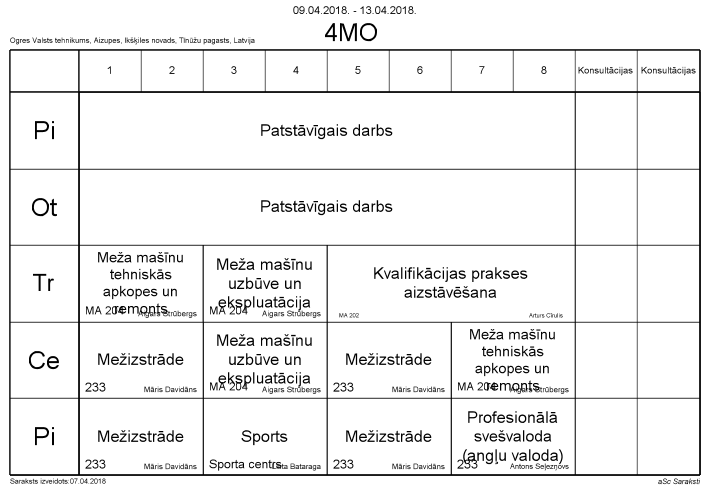 09.04.2018. - 13.04.2018.
4MO
Ogres Valsts tehnikums, Aizupes, Ikšķiles novads, Tīnūžu pagasts, Latvija
1 2 3 4 5 6 7 8 Konsultācijas Konsultācijas
Pi
Patstāvīgais darbs
Ot
Patstāvīgais darbs
Tr
Meža mašīnu
tehniskās
apkopes un
remonts
MA 204 Aigars Strūbergs
Meža mašīnu
uzbūve un
ekspluatācija
MA 204 Aigars Strūbergs
Kvalifikācijas prakses
aizstāvēšana
MA 202 Arturs Cīrulis
Ce
Mežizstrāde
233 Māris Davidāns
Meža mašīnu
uzbūve un
ekspluatācija
MA 204 Aigars Strūbergs
Mežizstrāde
233 Māris Davidāns
Meža mašīnu
tehniskās
apkopes un
remonts
MA 204 Aigars Strūbergs
Pi
Mežizstrāde
233 Māris Davidāns
Sports
Sporta centrs Bataraga
Mežizstrāde
233 Māris Davidāns
Profesionālā
svešvaloda
(angļu valoda)
233 Antons Seļezņovs
Saraksts izveidots:07.04.2018
aSc Saraksti